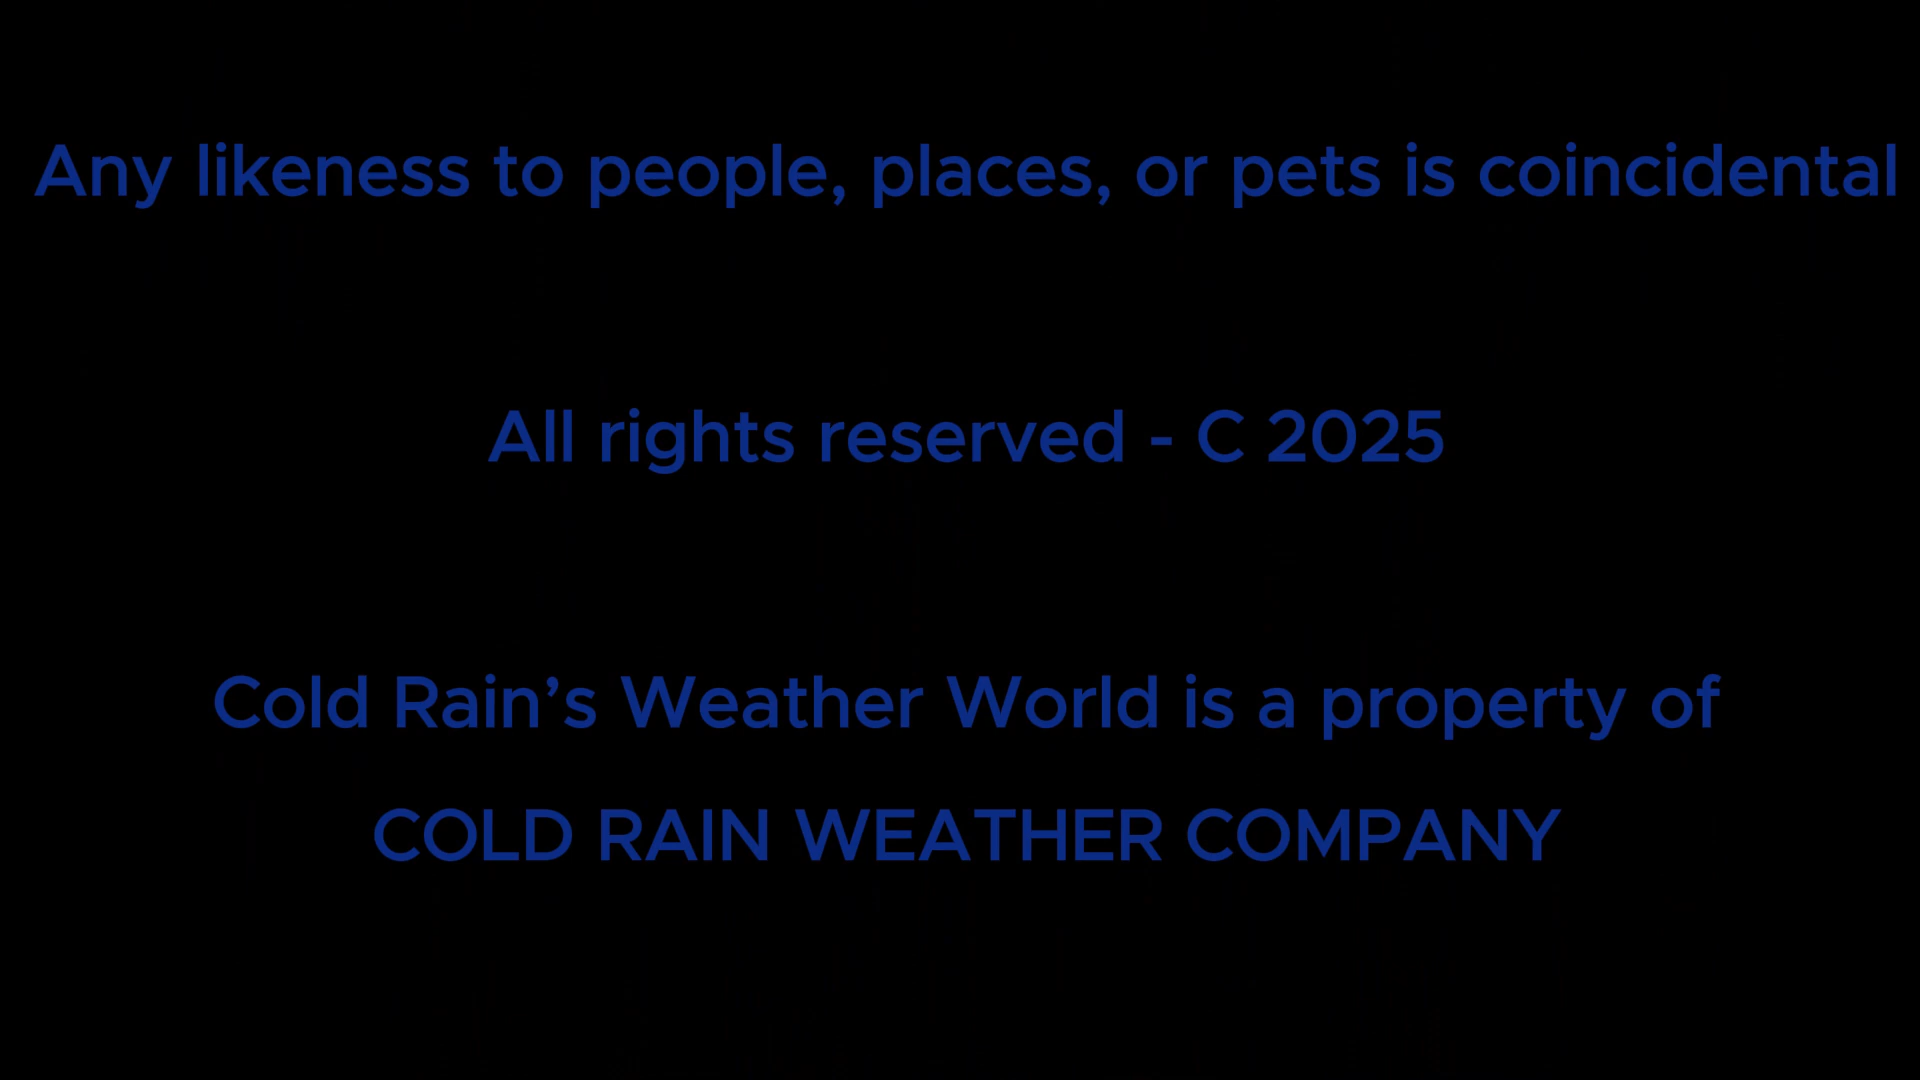 Any likeness to people, places, or pets is coincidental
All rights reserved - C 2025
Cold Rain’s Weather World is a property of
COLD RAIN WEATHER COMPANY